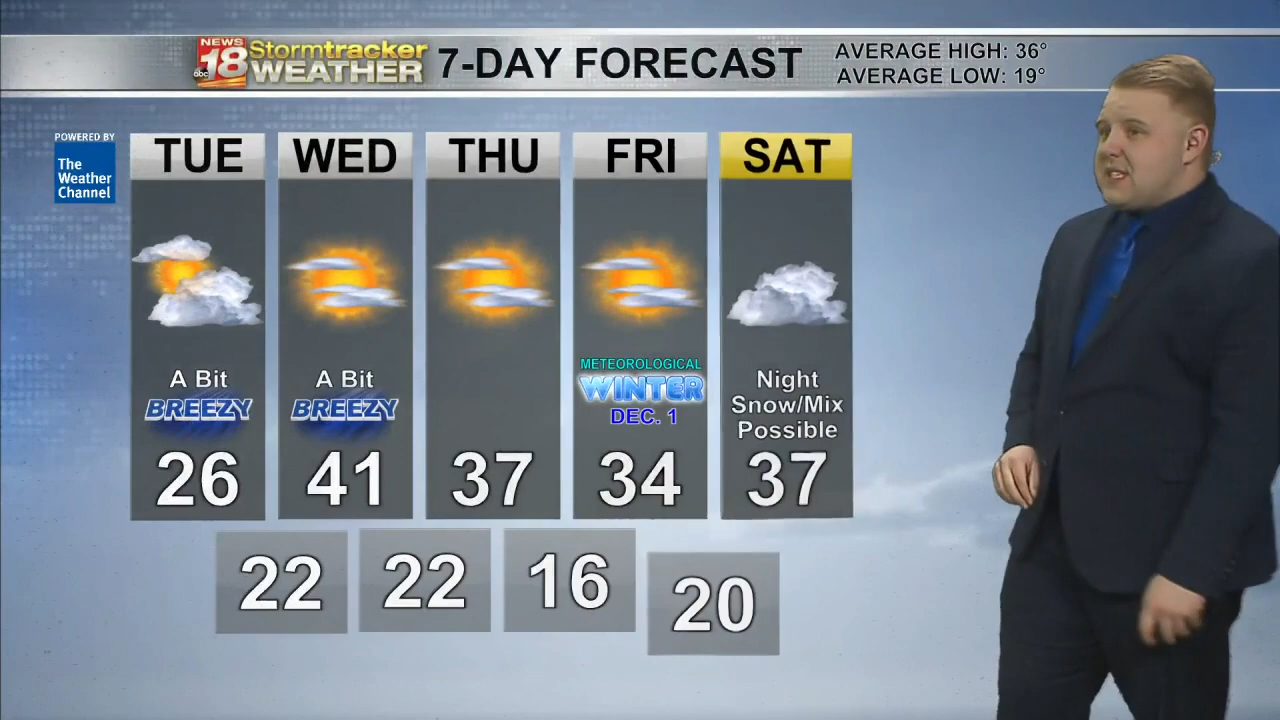 NEWS
abc 18
Stormtracker
WEATHER
7-DAY FORECAST
AVERAGE HIGH: 36°
AVERAGE LOW: 19°
POWERED BY
The
Weather
Channel
TUE
A Bit
BREEZY
26
WED
A Bit
BREEZY
41
THU
37
FRI
METEOROLOGICAL
WINTER
DEC. 1
34
SAT
Night
Snow/Mix
Possible
37
22
22
16
20